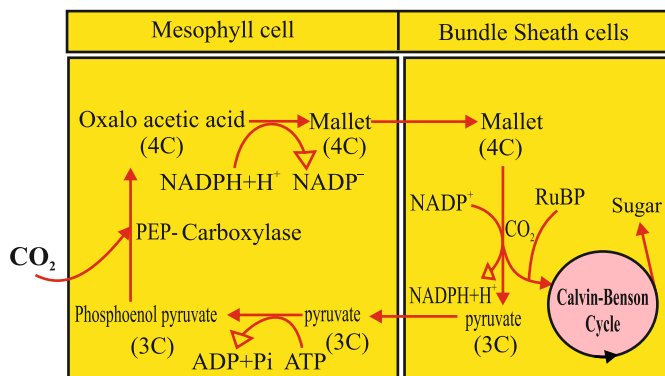 Mesophyll cell
Bundle Sheath cells
Oxalo acetic acid
(4C)
Mallet
(4C)
Mallet
(4C)
NADPH+H⁺
NADP⁻
NADP⁺
RuBP
Sugar
CO₂
PEP- Carboxylase
CO₂
NADPH+H⁺
Calvin-Benson
Cycle
Phosphoenol pyruvate
(3C)
pyruvate
(3C)
pyruvate
(3C)
ADP+Pi
ATP